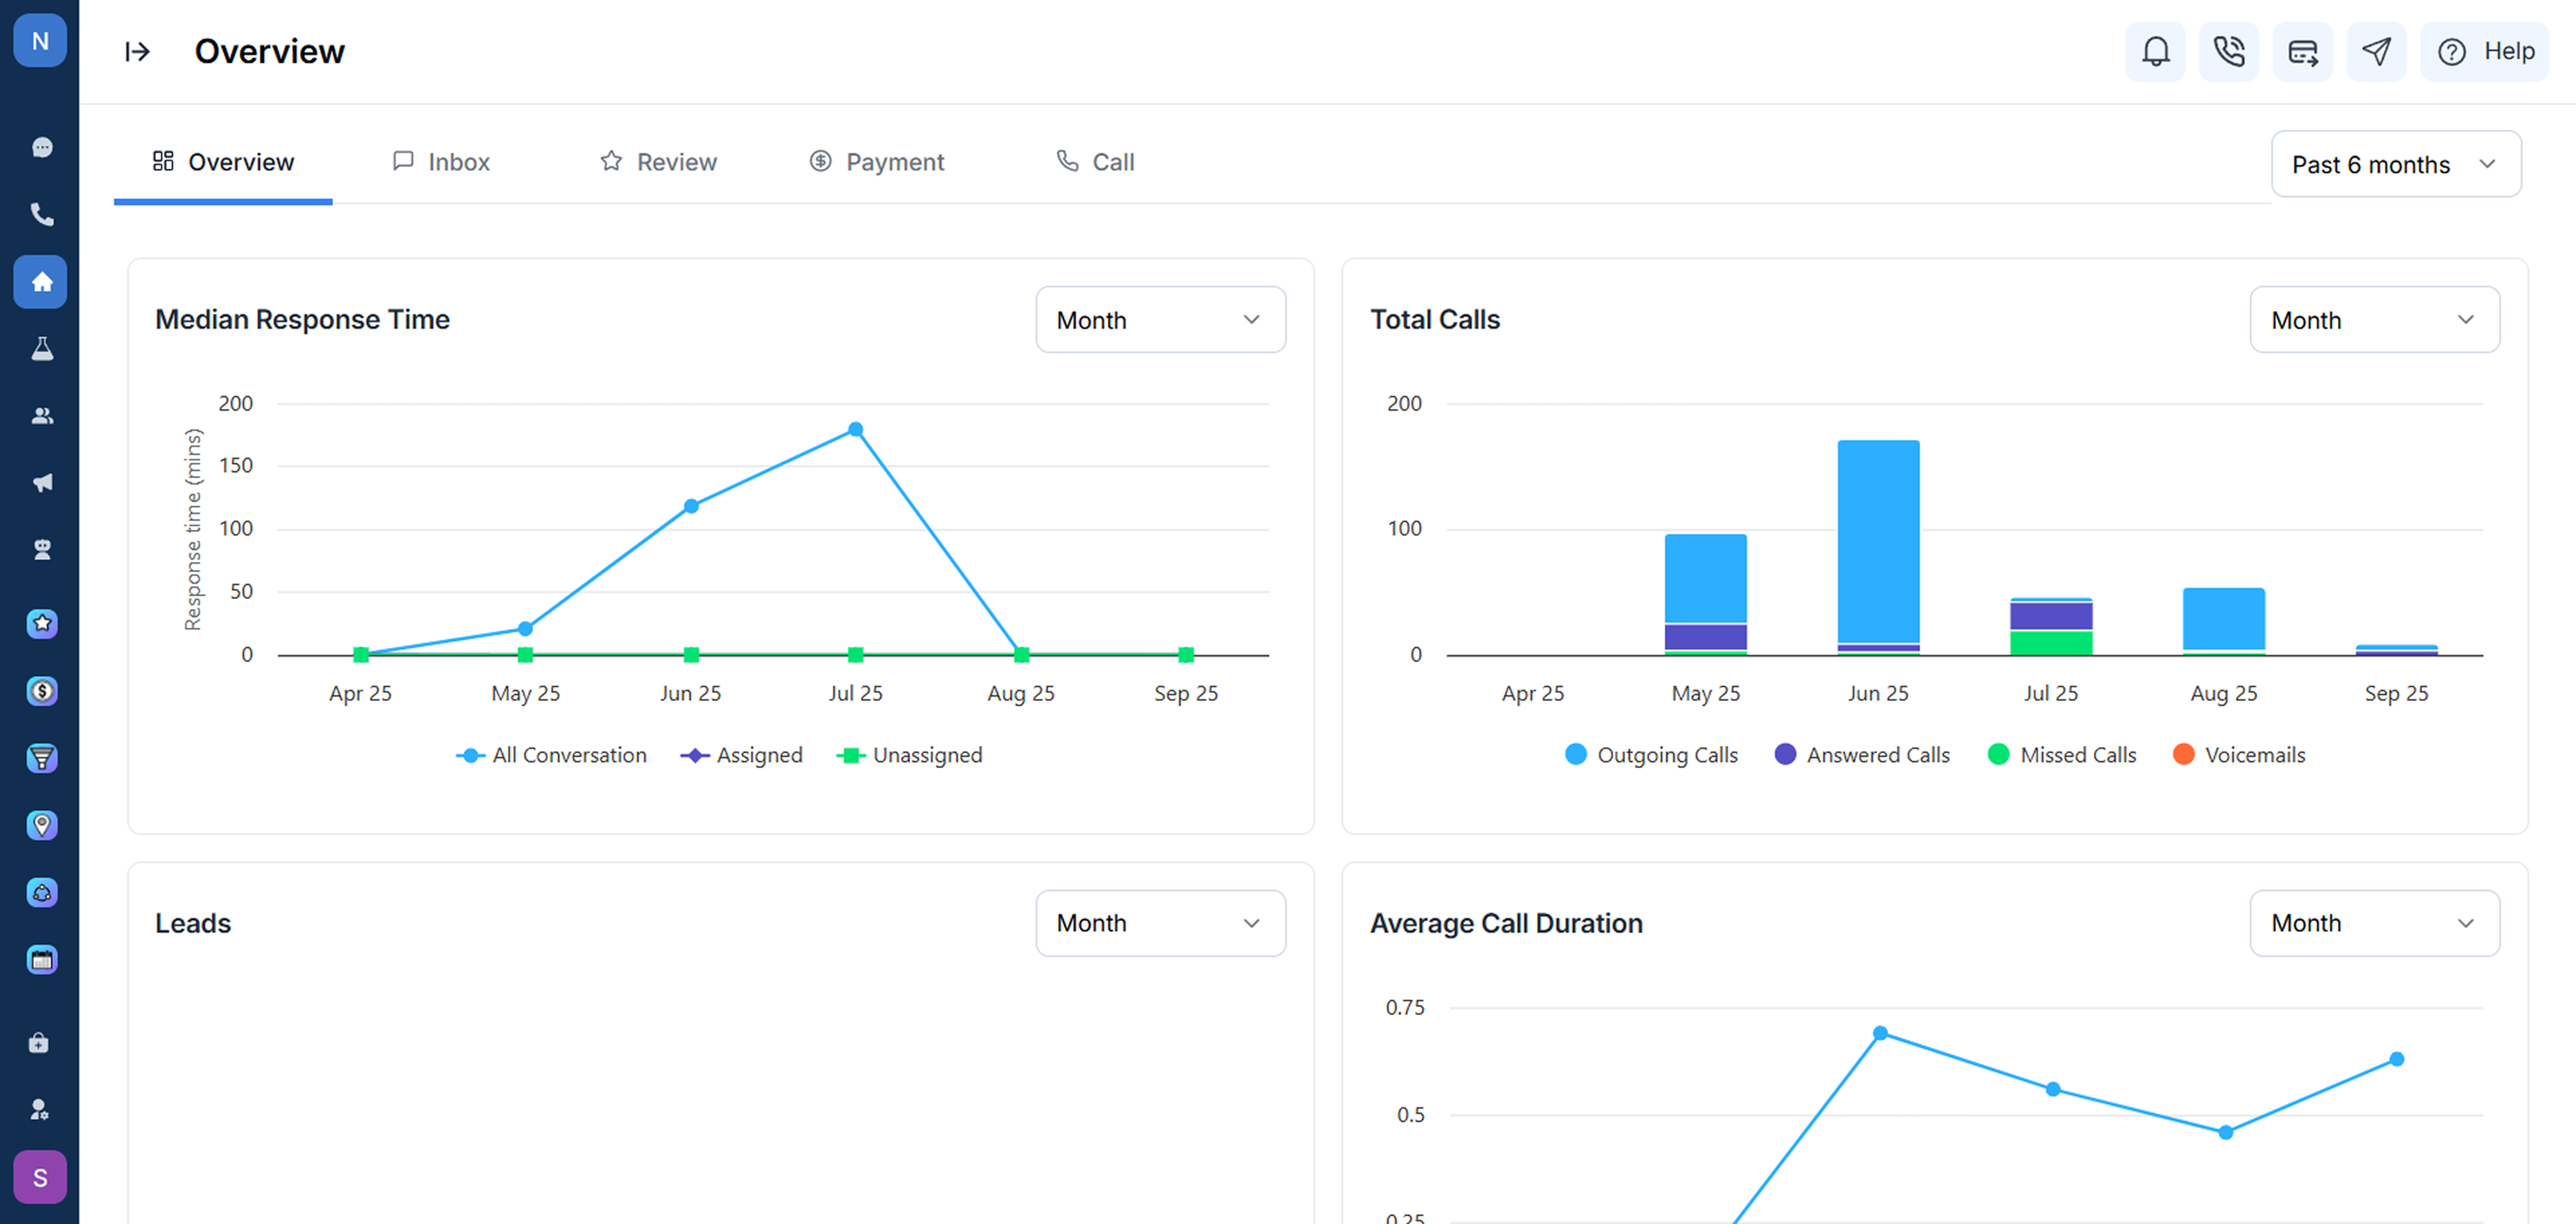 N
Overview
Help
Overview
Inbox
Review
Payment
Call
Past 6 months
Median Response Time
Month
Response time (mins)
200
150
100
50
0
Apr 25 May 25 Jun 25 Jul 25 Aug 25 Sep 25
All Conversation Assigned Unassigned
Total Calls
Month
200
100
0
Apr 25 May 25 Jun 25 Jul 25 Aug 25 Sep 25
Outgoing Calls Answered Calls Missed Calls Voicemails
Leads
Month
Average Call Duration
Month
0.75
0.5
0.25
S